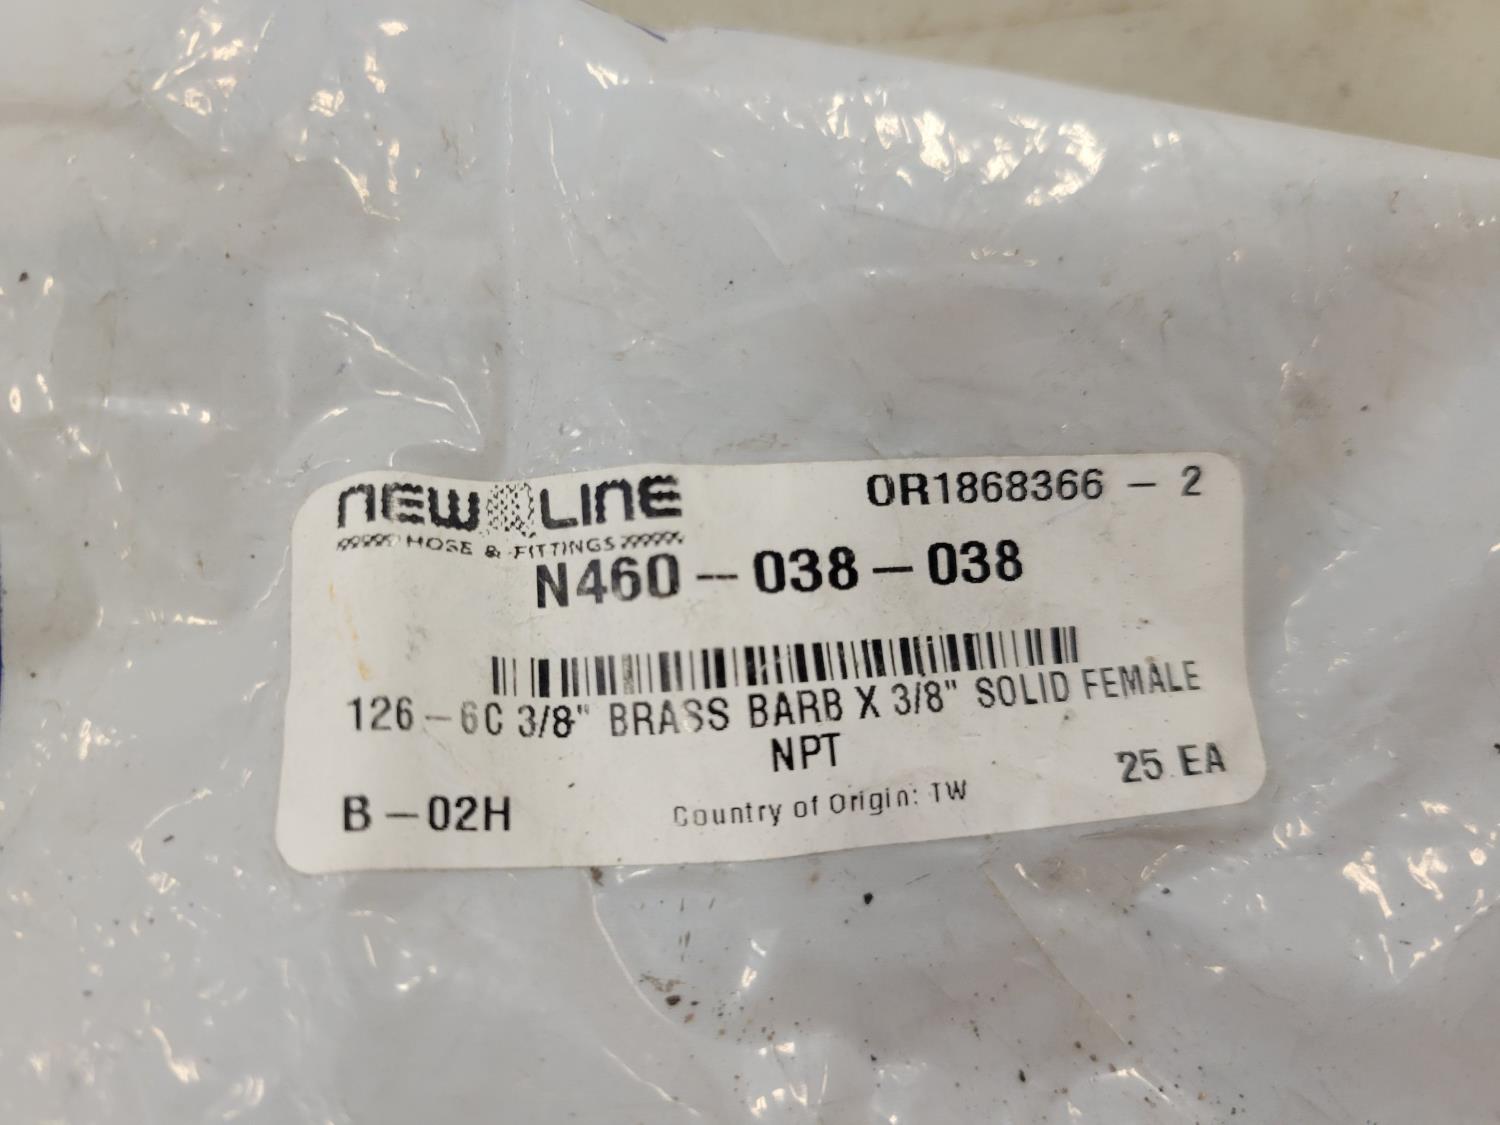 NEW LINE
HOSE & FITTINGS
OR1868366 - 2
N460-038-038
126-6C 3/8" BRASS BARB X 3/8" SOLID FEMALE
NPT
25 EA
B-02H
Country of Origin: TW